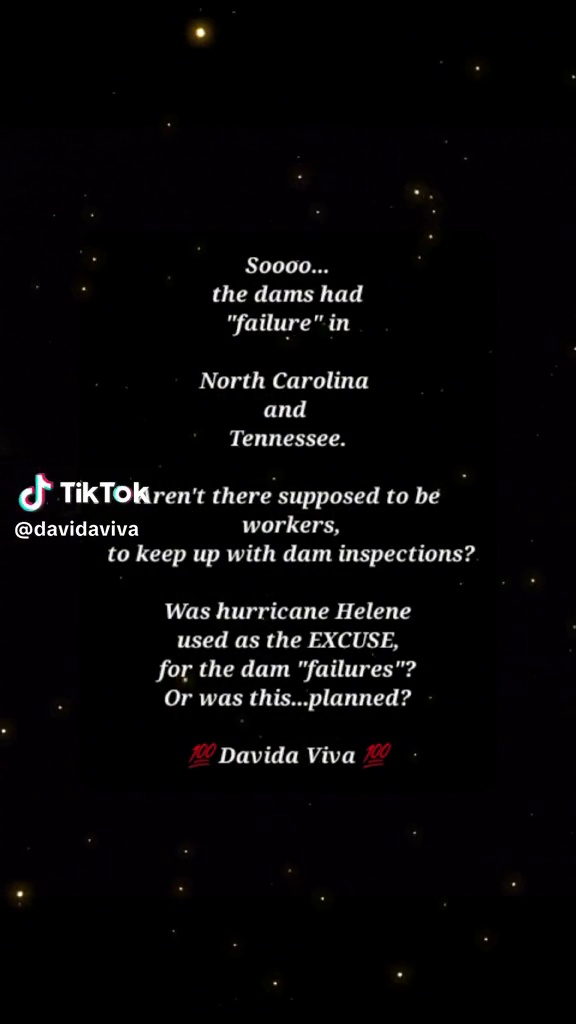 Soooo...
the dams had
"failure" in
North Carolina
and
Tennessee.
TikTok
Aren't there supposed to be
@davidaviva
workers,
to keep up with dam inspections?
Was hurricane Helene
used as the EXCUSE,
for the dam "failures"?
Or was this...planned?
💯 Davida Viva 💯